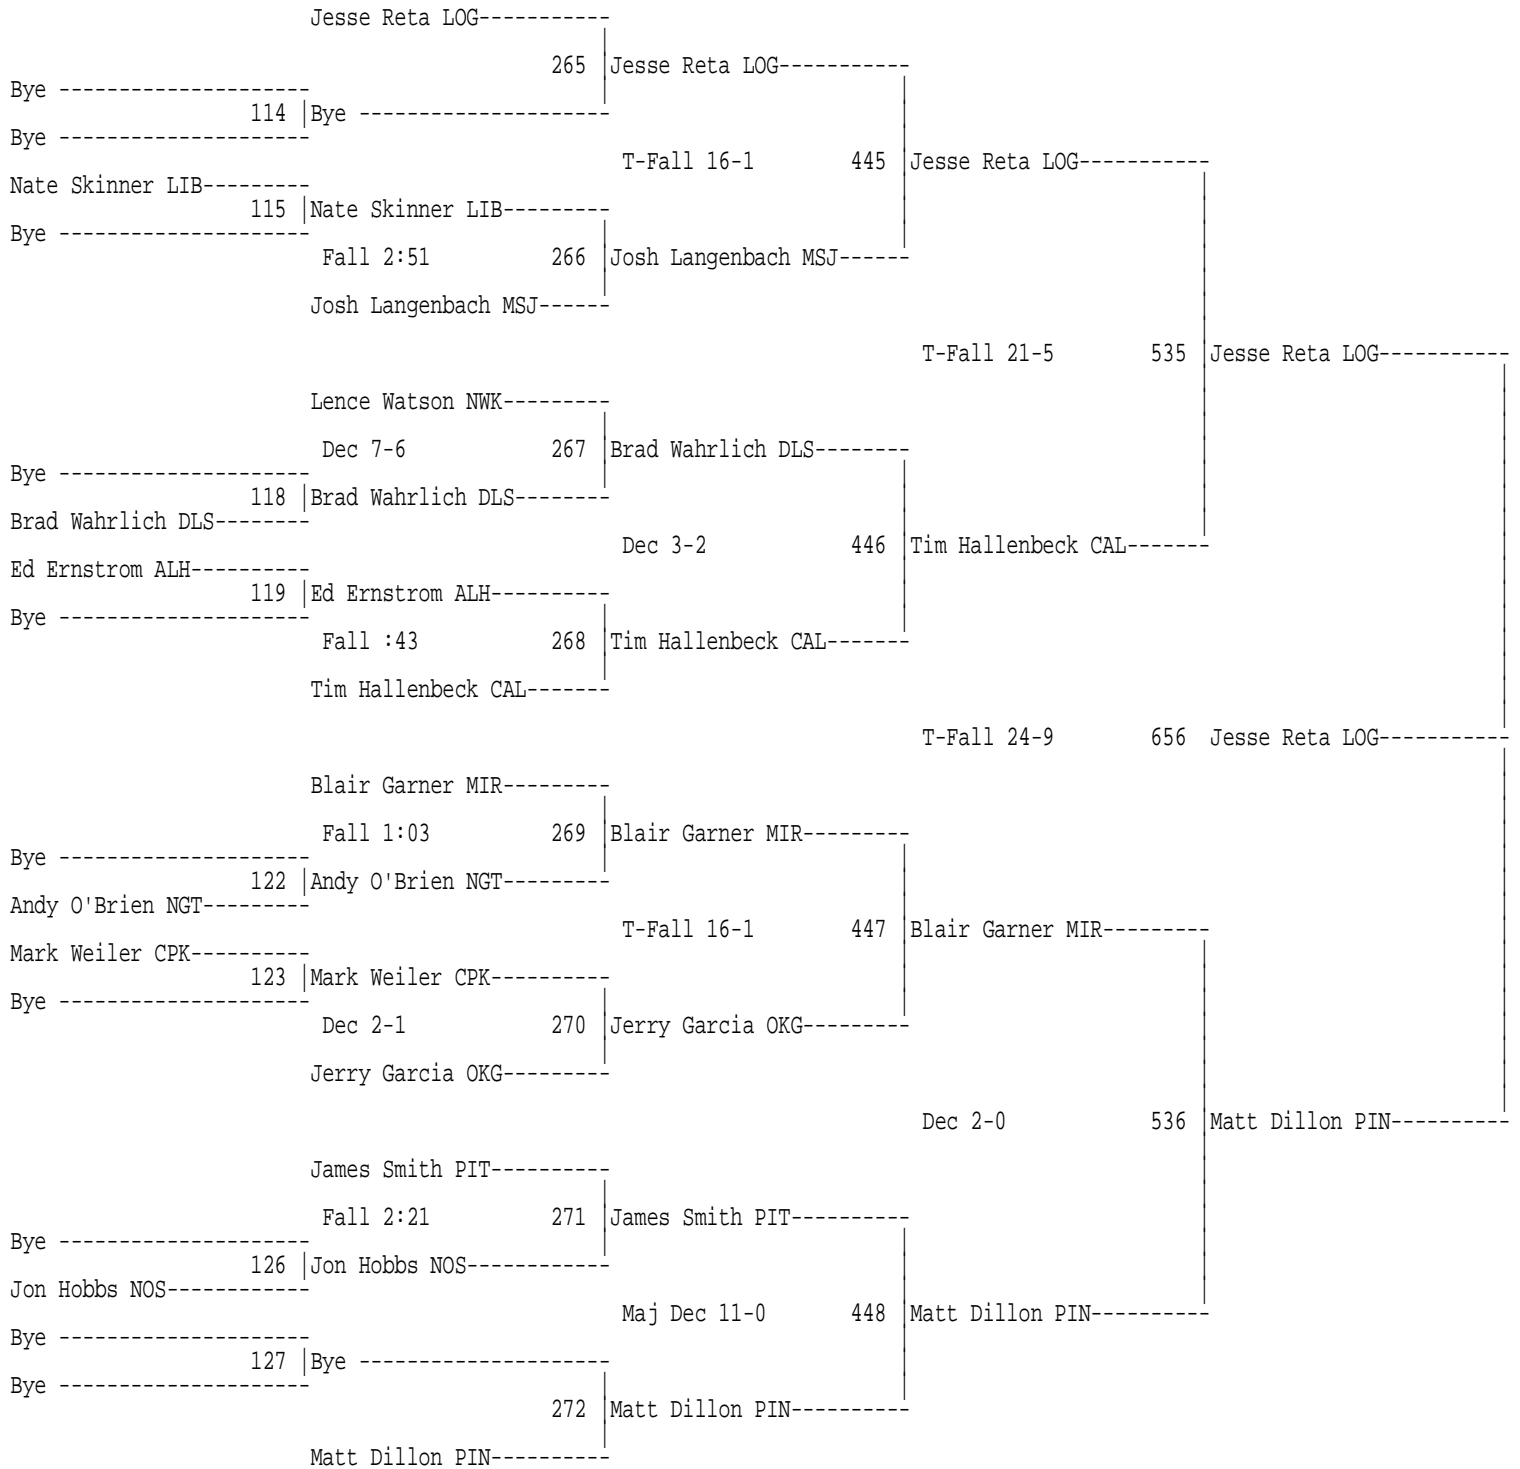 Jesse Reta LOG-----------
265 |Jesse Reta LOG-----------
Bye ---------------------
114 |Bye ---------------------
Bye ---------------------
T-Fall 16-1 445 |Jesse Reta LOG-----------
Nate Skinner LIB---------
115 |Nate Skinner LIB---------
Bye ---------------------
Fall 2:51 266 |Josh Langenbach MSJ------
Josh Langenbach MSJ------
T-Fall 21-5 535 |Jesse Reta LOG-----------
Lence Watson NWK---------
Dec 7-6 267 |Brad Wahrlich DLS--------
Bye ---------------------
118 |Brad Wahrlich DLS--------
Brad Wahrlich DLS--------
Dec 3-2 446 |Tim Hallenbeck CAL-------
Ed Ernstrom ALH----------
119 |Ed Ernstrom ALH----------
Bye ---------------------
Fall :43 268 |Tim Hallenbeck CAL-------
Tim Hallenbeck CAL-------
T-Fall 24-9 656 Jesse Reta LOG-----------
Blair Garner MIR---------
Fall 1:03 269 |Blair Garner MIR---------
Bye ---------------------
122 |Andy O'Brien NGT---------
Andy O'Brien NGT---------
T-Fall 16-1 447 |Blair Garner MIR---------
Mark Weiler CPK----------
123 |Mark Weiler CPK----------
Bye ---------------------
Dec 2-1 270 |Jerry Garcia OKG---------
Jerry Garcia OKG---------
Dec 2-0 536 |Matt Dillon PIN----------
James Smith PIT----------
Fall 2:21 271 |James Smith PIT----------
Bye ---------------------
126 |Jon Hobbs NOS------------
Jon Hobbs NOS------------
Maj Dec 11-0 448 |Matt Dillon PIN----------
Bye ---------------------
127 |Bye ---------------------
Bye ---------------------
272 |Matt Dillon PIN----------
Matt Dillon PIN----------